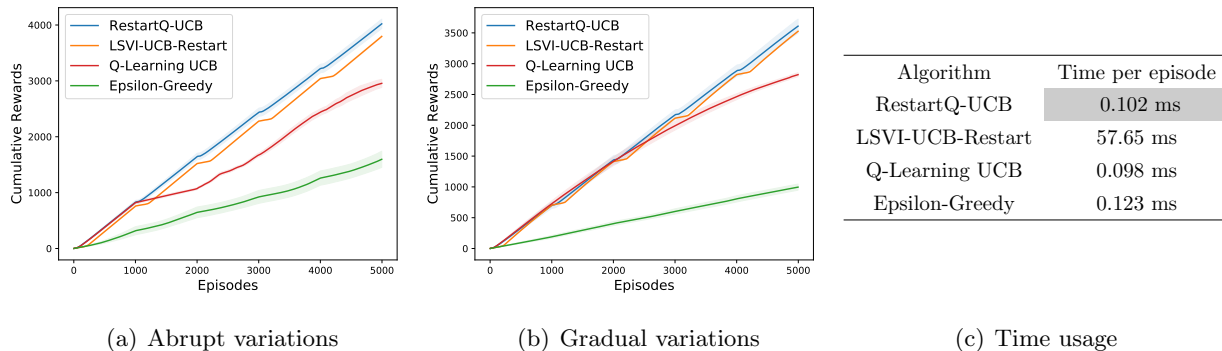 4000
3000
2000
1000
0
0
1000
2000
3000
4000
5000
Cumulative Rewards
Episodes
RestartQ-UCB
LSVI-UCB-Restart
Q-Learning UCB
Epsilon-Greedy
(a) Abrupt variations
3500
3000
2500
2000
1500
1000
500
0
0
1000
2000
3000
4000
5000
Cumulative Rewards
Episodes
RestartQ-UCB
LSVI-UCB-Restart
Q-Learning UCB
Epsilon-Greedy
(b) Gradual variations
Algorithm Time per episode
RestartQ-UCB 0.102 ms
LSVI-UCB-Restart 57.65 ms
Q-Learning UCB 0.098 ms
Epsilon-Greedy 0.123 ms
(c) Time usage